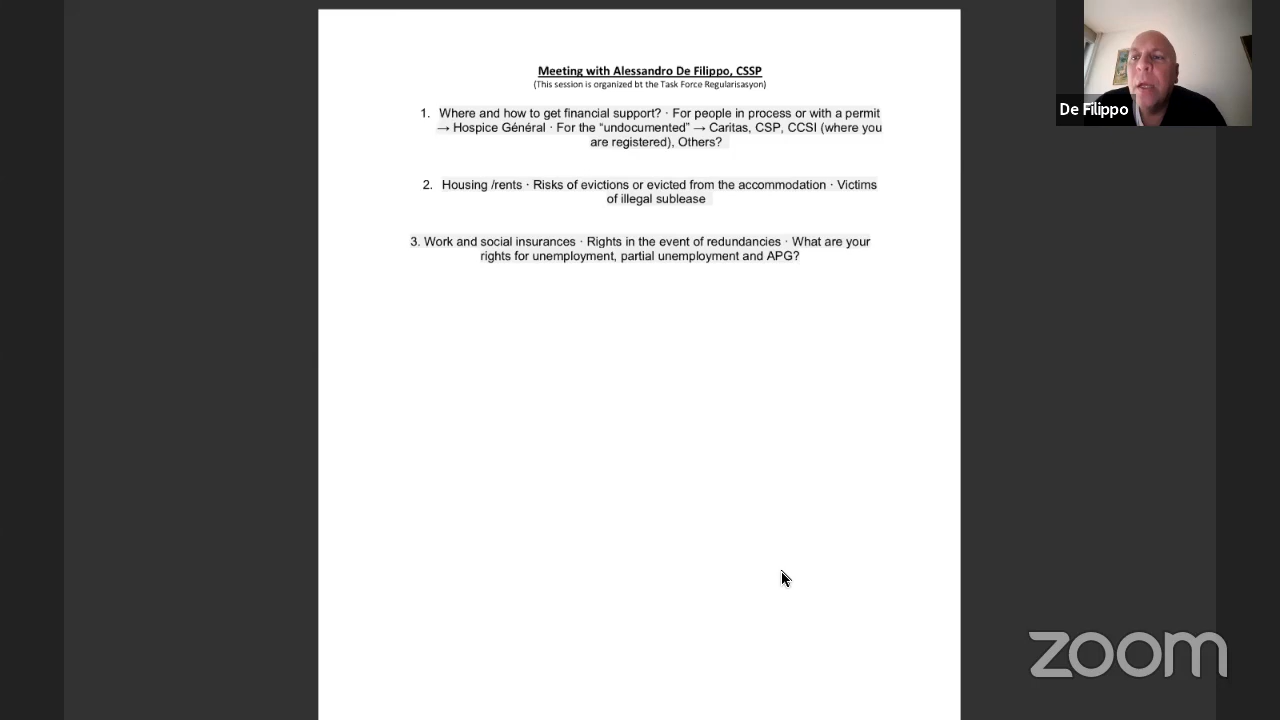 Meeting with Alessandro De Filippo, CSSP
(This session is organized bt the Task Force Regularisasyon)
1. Where and how to get financial support? · For people in process or with a permit
→ Hospice Général · For the “undocumented” → Caritas, CSP, CCSI (where you
are registered), Others?
2. Housing /rents · Risks of evictions or evicted from the accommodation · Victims
of illegal sublease
3. Work and social insurances · Rights in the event of redundancies · What are your
rights for unemployment, partial unemployment and APG?
De Filippo
zoom